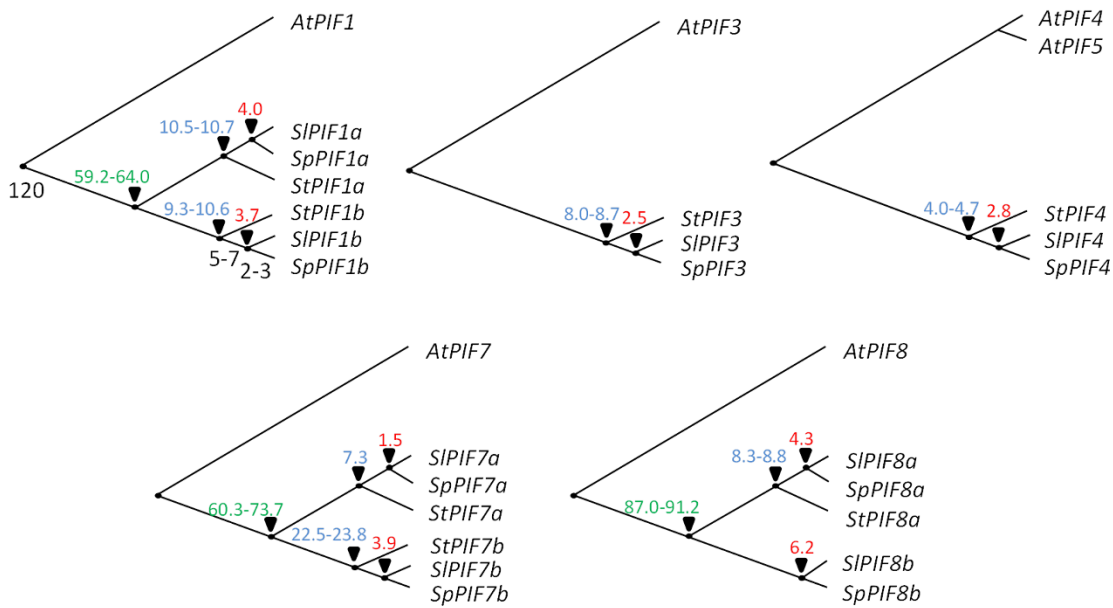 AtPIF1
4.0
10.5-10.7
SlPIF1a
SpPIF1a
StPIF1a
59.2-64.0
120
9.3-10.6
3.7
StPIF1b
SlPIF1b
SpPIF1b
5-7
2-3
AtPIF3
8.0-8.7
2.5
StPIF3
SlPIF3
SpPIF3
AtPIF4
AtPIF5
4.0-4.7
2.8
StPIF4
SlPIF4
SpPIF4
AtPIF7
1.5
7.3
SlPIF7a
SpPIF7a
StPIF7a
60.3-73.7
22.5-23.8
3.9
StPIF7b
SlPIF7b
SpPIF7b
AtPIF8
4.3
8.3-8.8
SlPIF8a
SpPIF8a
StPIF8a
87.0-91.2
6.2
SlPIF8b
SpPIF8b